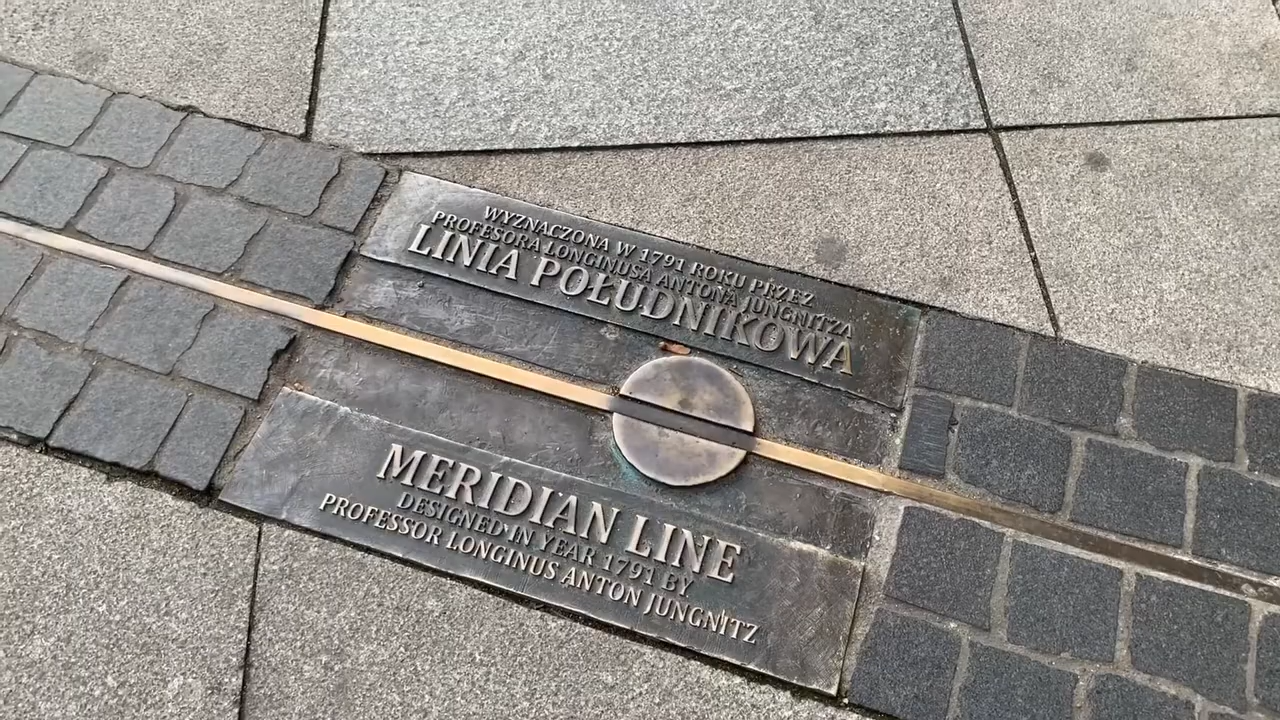 WYZNACZONA W 1791 ROKU PRZEZ
PROFESORA LONGINUSA ANTONA JUNGNITZA
LINIA POŁUDNIKOWA
MERIDIAN LINE
DESIGNED IN YEAR 1791 BY
PROFESSOR LONGINUS ANTON JUNGNITZ